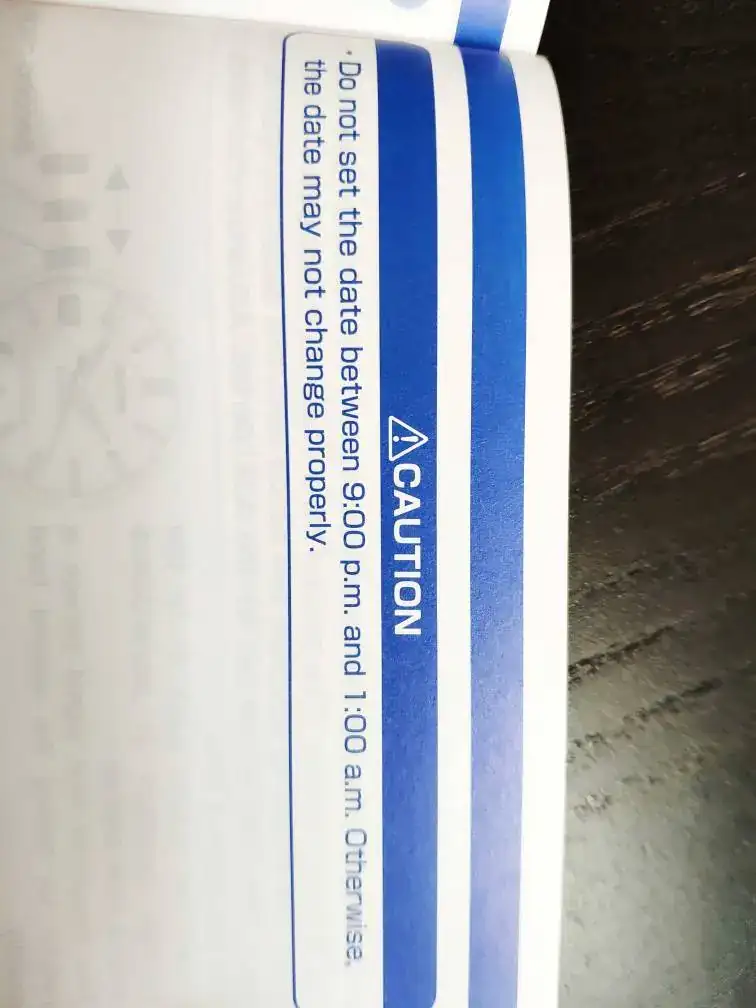 ⚠CAUTION
· Do not set the date between 9:00 p.m. and 1:00 a.m. Otherwise,
the date may not change properly.